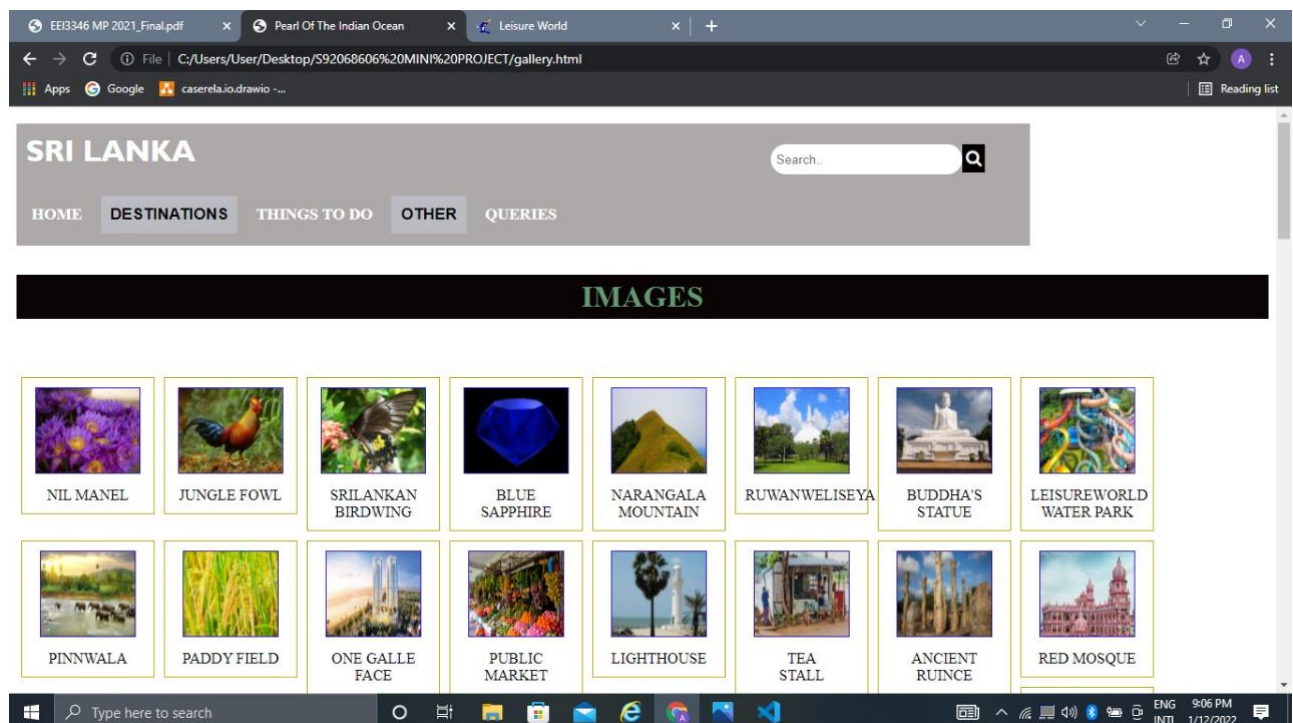 EEI3346 MP 2021_Final.pdf
Pearl Of The Indian Ocean
Leisure World
File | C:/Users/User/Desktop/S92068606%20MINI%20PROJECT/gallery.html
A
Apps
Google
caserela.io.drawio -...
Reading list
SRI LANKA
Search..
HOME DESTINATIONS THINGS TO DO OTHER QUERIES
IMAGES
NIL MANEL
JUNGLE FOWL
SRILANKAN
BIRDWING
BLUE
SAPPHIRE
NARANGALA
MOUNTAIN
RUWANWELISEYA
BUDDHA'S
STATUE
LEISUREWORLD
WATER PARK
PINNWALA
PADDY FIELD
ONE GALLE
FACE
PUBLIC
MARKET
LIGHTHOUSE
TEA
STALL
ANCIENT
RUINCE
RED MOSQUE
Type here to search
ENG
INTL
9:06 PM
1/12/2022